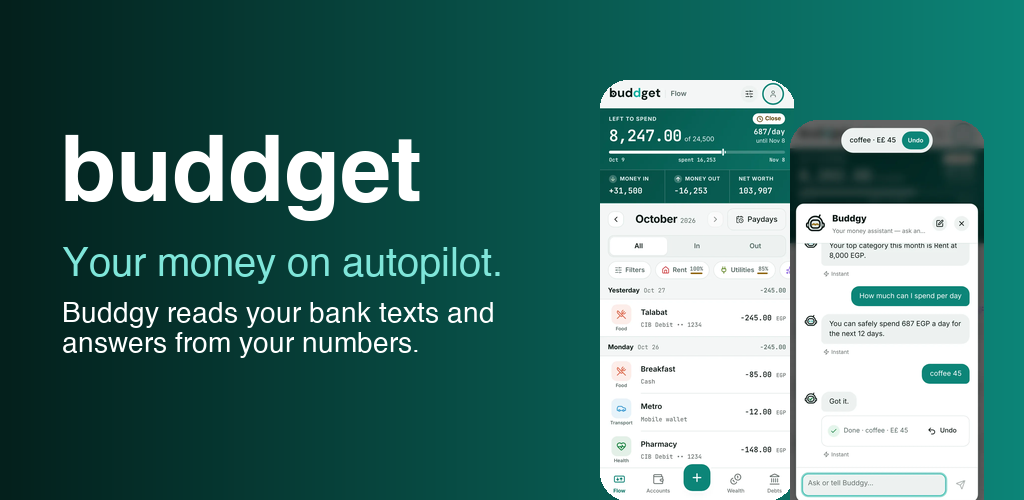 buddget
Your money on autopilot.
Buddgy reads your bank texts and
answers from your numbers.
buddget Flow
LEFT TO SPEND Close
8,247.00 of 24,500 687/day
until Nov 8
Oct 9 spent 16,253 Nov 8
MONEY IN MONEY OUT NET WORTH
+31,500 -16,253 103,907
October 2026 Paydays
All In Out
Filters Rent 100% Utilities 85%
Yesterday Oct 27 -245.00
Talabat
CIB Debit •• 1234
-245.00 EGP
Food
Monday Oct 26 -245.00
Breakfast
Cash
-85.00 EGP
Food
Metro
Mobile wallet
-12.00 EGP
Transport
Pharmacy
CIB Debit •• 1234
-148.00 EGP
Health
Flow Accounts + Wealth Debts
coffee · E£ 45 Undo
Buddgy
Your money assistant — ask an...
Your top category this month is Rent at
8,000 EGP.
Instant
How much can I spend per day
You can safely spend 687 EGP a day for
the next 12 days.
Instant
coffee 45
Got it.
Done · coffee · E£ 45 Undo
Instant
Ask or tell Buddgy...